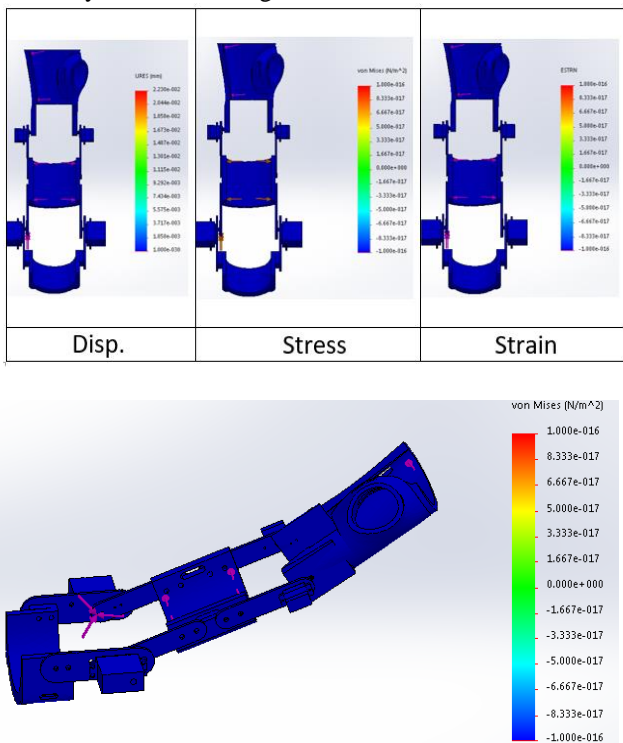 URES (mm)
2.230e-002
2.044e-002
1.858e-002
1.673e-002
1.487e-002
1.301e-002
1.115e-002
9.292e-003
7.434e-003
5.575e-003
3.717e-003
1.858e-003
1.000e-030
von Mises (N/m^2)
1.000e-016
8.333e-017
6.667e-017
5.000e-017
3.333e-017
1.667e-017
0.000e+000
-1.667e-017
-3.333e-017
-5.000e-017
-6.667e-017
-8.333e-017
-1.000e-016
ESTRN
1.000e-016
8.333e-017
6.667e-017
5.000e-017
3.333e-017
1.667e-017
0.000e+000
-1.667e-017
-3.333e-017
-5.000e-017
-6.667e-017
-8.333e-017
-1.000e-016
Disp.
Stress
Strain
von Mises (N/m^2)
1.000e-016
8.333e-017
6.667e-017
5.000e-017
3.333e-017
1.667e-017
0.000e+000
-1.667e-017
-3.333e-017
-5.000e-017
-6.667e-017
-8.333e-017
-1.000e-016